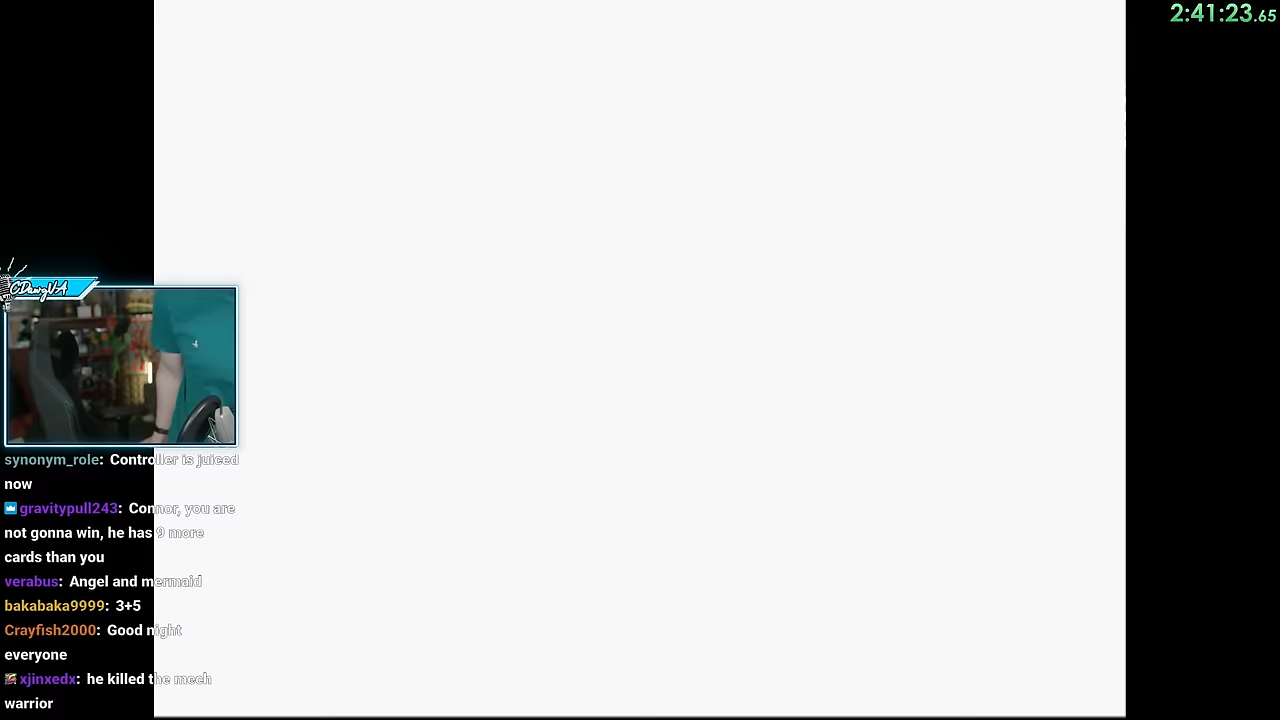 2:41:23.65
CDawgVA
synonym_role: Controller is juiced
now
gravitypull243: Connor, you are
not gonna win, he has 9 more
cards than you
verabus: Angel and mermaid
bakabaka9999: 3+5
Crayfish2000: Good night
everyone
xjinxedx: he killed the mech
warrior